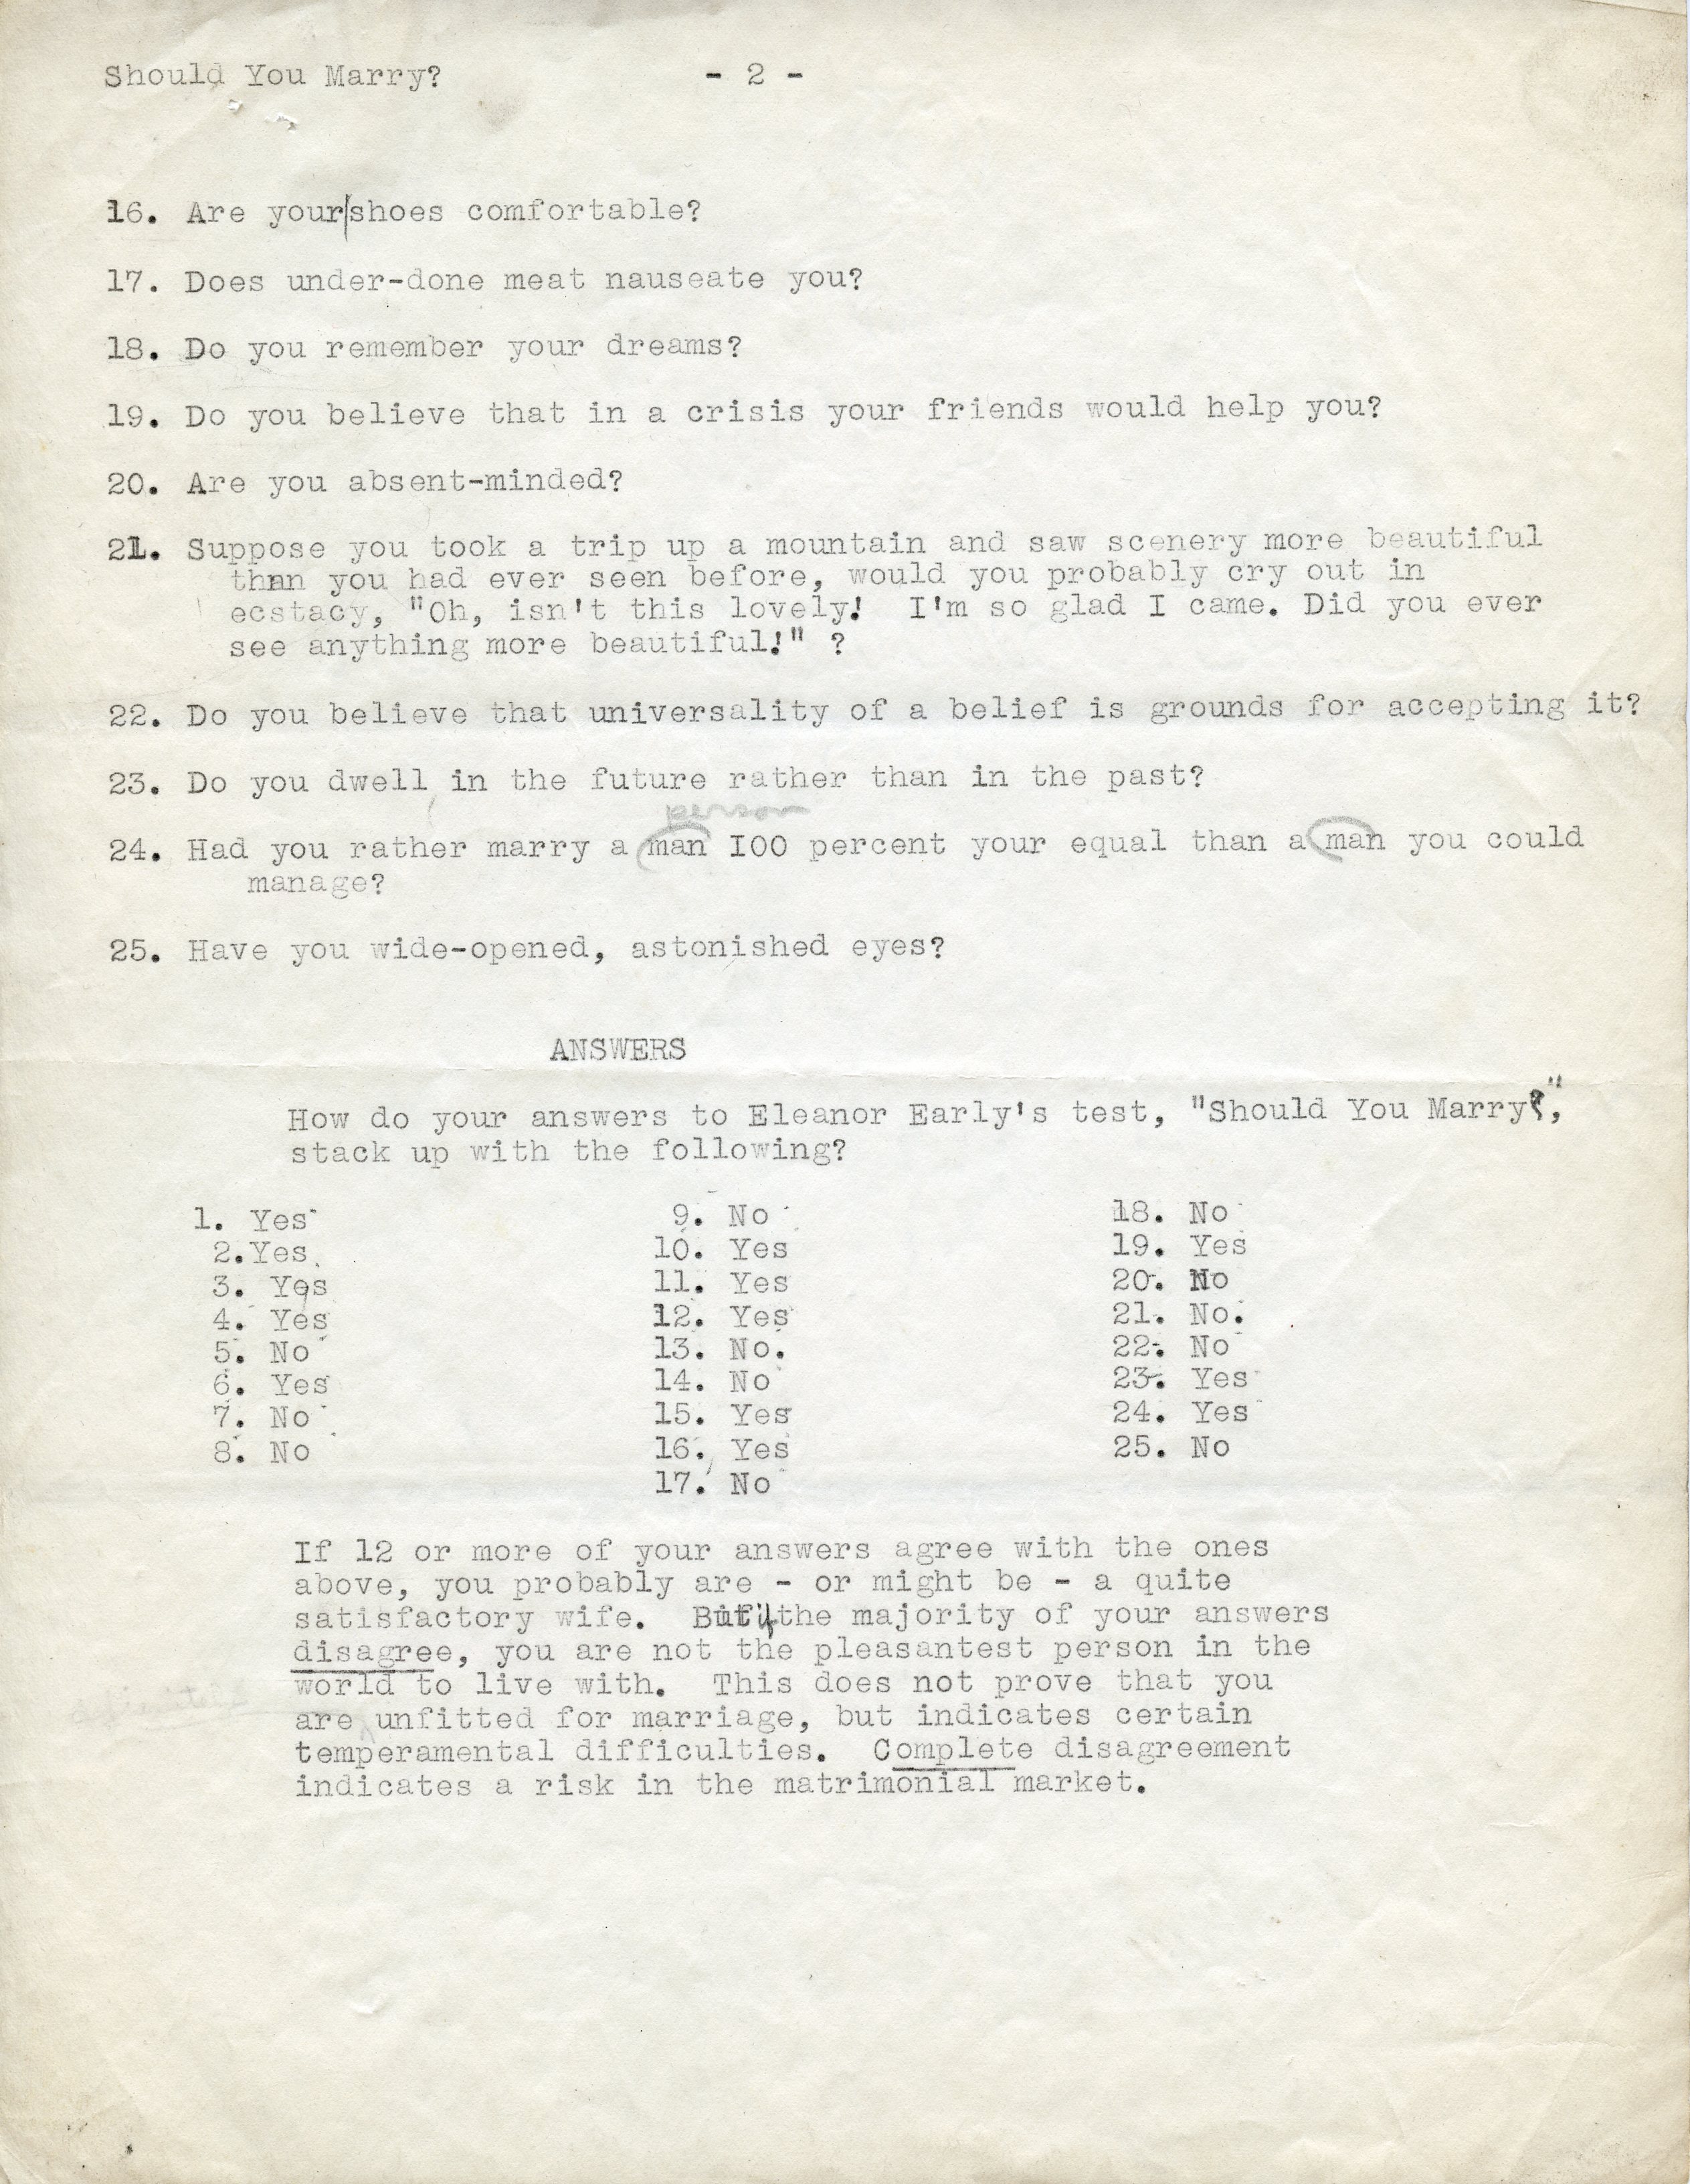 Should You Marry? - 2 -
16. Are your shoes comfortable?
17. Does under-done meat nauseate you?
18. Do you remember your dreams?
19. Do you believe that in a crisis your friends would help you?
20. Are you absent-minded?
21. Suppose you took a trip up a mountain and saw scenery more beautiful
than you had ever seen before, would you probably cry out in
ecstacy, "Oh, isn't this lovely! I'm so glad I came. Did you ever
see anything more beautiful!" ?
22. Do you believe that universality of a belief is grounds for accepting it?
23. Do you dwell in the future rather than in the past?
person
24. Had you rather marry a man I00 percent your equal than a man you could
manage?
25. Have you wide-opened, astonished eyes?
ANSWERS
How do your answers to Eleanor Early's test, "Should You Marry?",
stack up with the following?
1. Yes 9. No 18. No
2.Yes 10. Yes 19. Yes
3. Yes 11. Yes 20. No
4. Yes 12. Yes 21. No.
5. No 13. No. 22. No
6. Yes 14. No 23. Yes
7. No 15. Yes 24. Yes
8. No 16. Yes 25. No
17. No
If 12 or more of your answers agree with the ones
above, you probably are - or might be - a quite
satisfactory wife. But if the majority of your answers
disagree, you are not the pleasantest person in the
world to live with. This does not prove that you
are unfitted for marriage, but indicates certain
temperamental difficulties. Complete disagreement
indicates a risk in the matrimonial market.